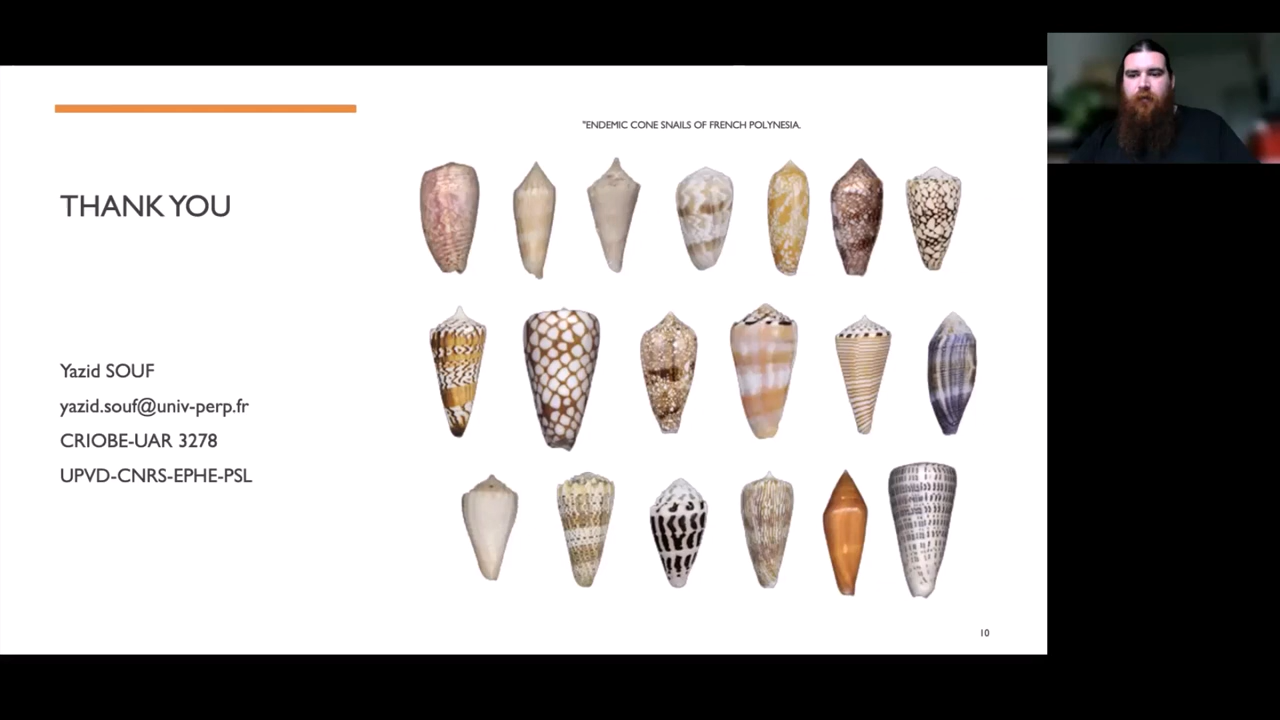 "ENDEMIC CONE SNAILS OF FRENCH POLYNESIA.
THANK YOU
Yazid SOUF
yazid.souf@univ-perp.fr
CRIOBE-UAR 3278
UPVD-CNRS-EPHE-PSL
10